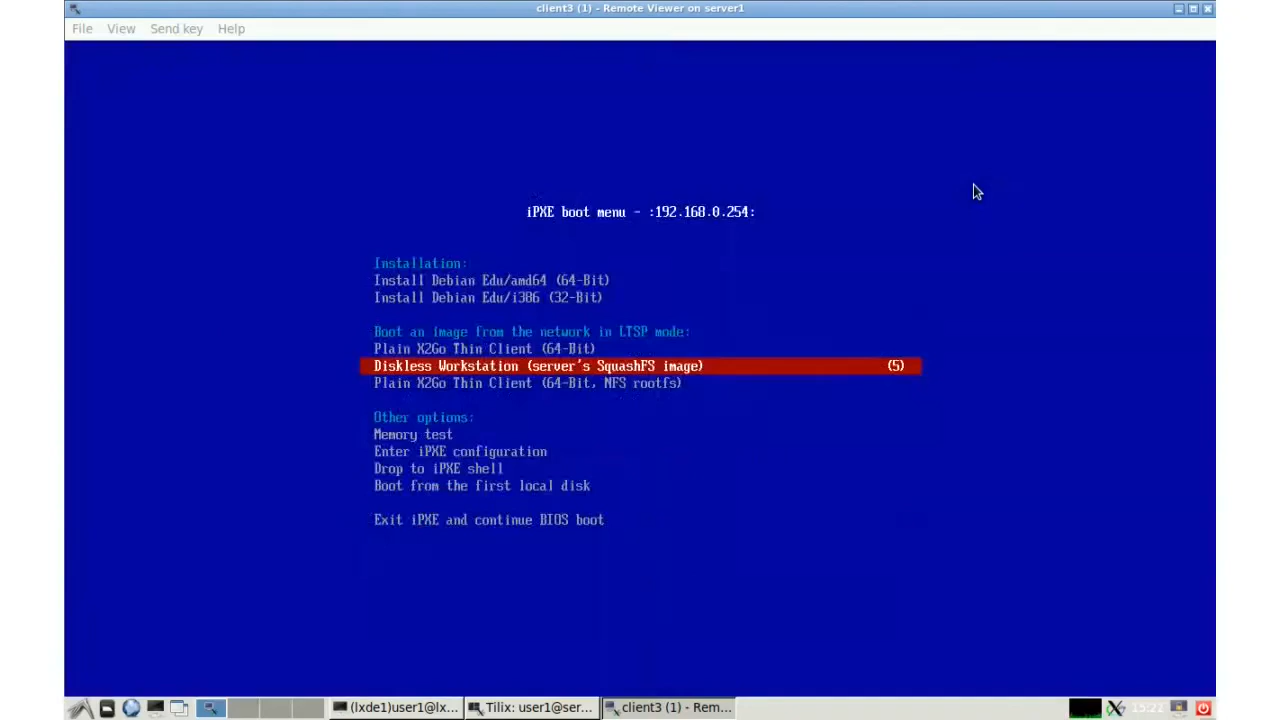 client3 (1) - Remote Viewer on server1
File View Send key Help
iPXE boot menu - :192.168.0.254:
Installation:
Install Debian Edu/amd64 (64-Bit)
Install Debian Edu/i386 (32-Bit)
Boot an image from the network in LTSP mode:
Plain X2Go Thin Client (64-Bit)
Diskless Workstation (server's SquashFS image) (5)
Plain X2Go Thin Client (64-Bit, NFS rootfs)
Other options:
Memory test
Enter iPXE configuration
Drop to iPXE shell
Boot from the first local disk
Exit iPXE and continue BIOS boot
(lxde1)user1@lx... Tilix: user1@ser... client3 (1) - Rem...